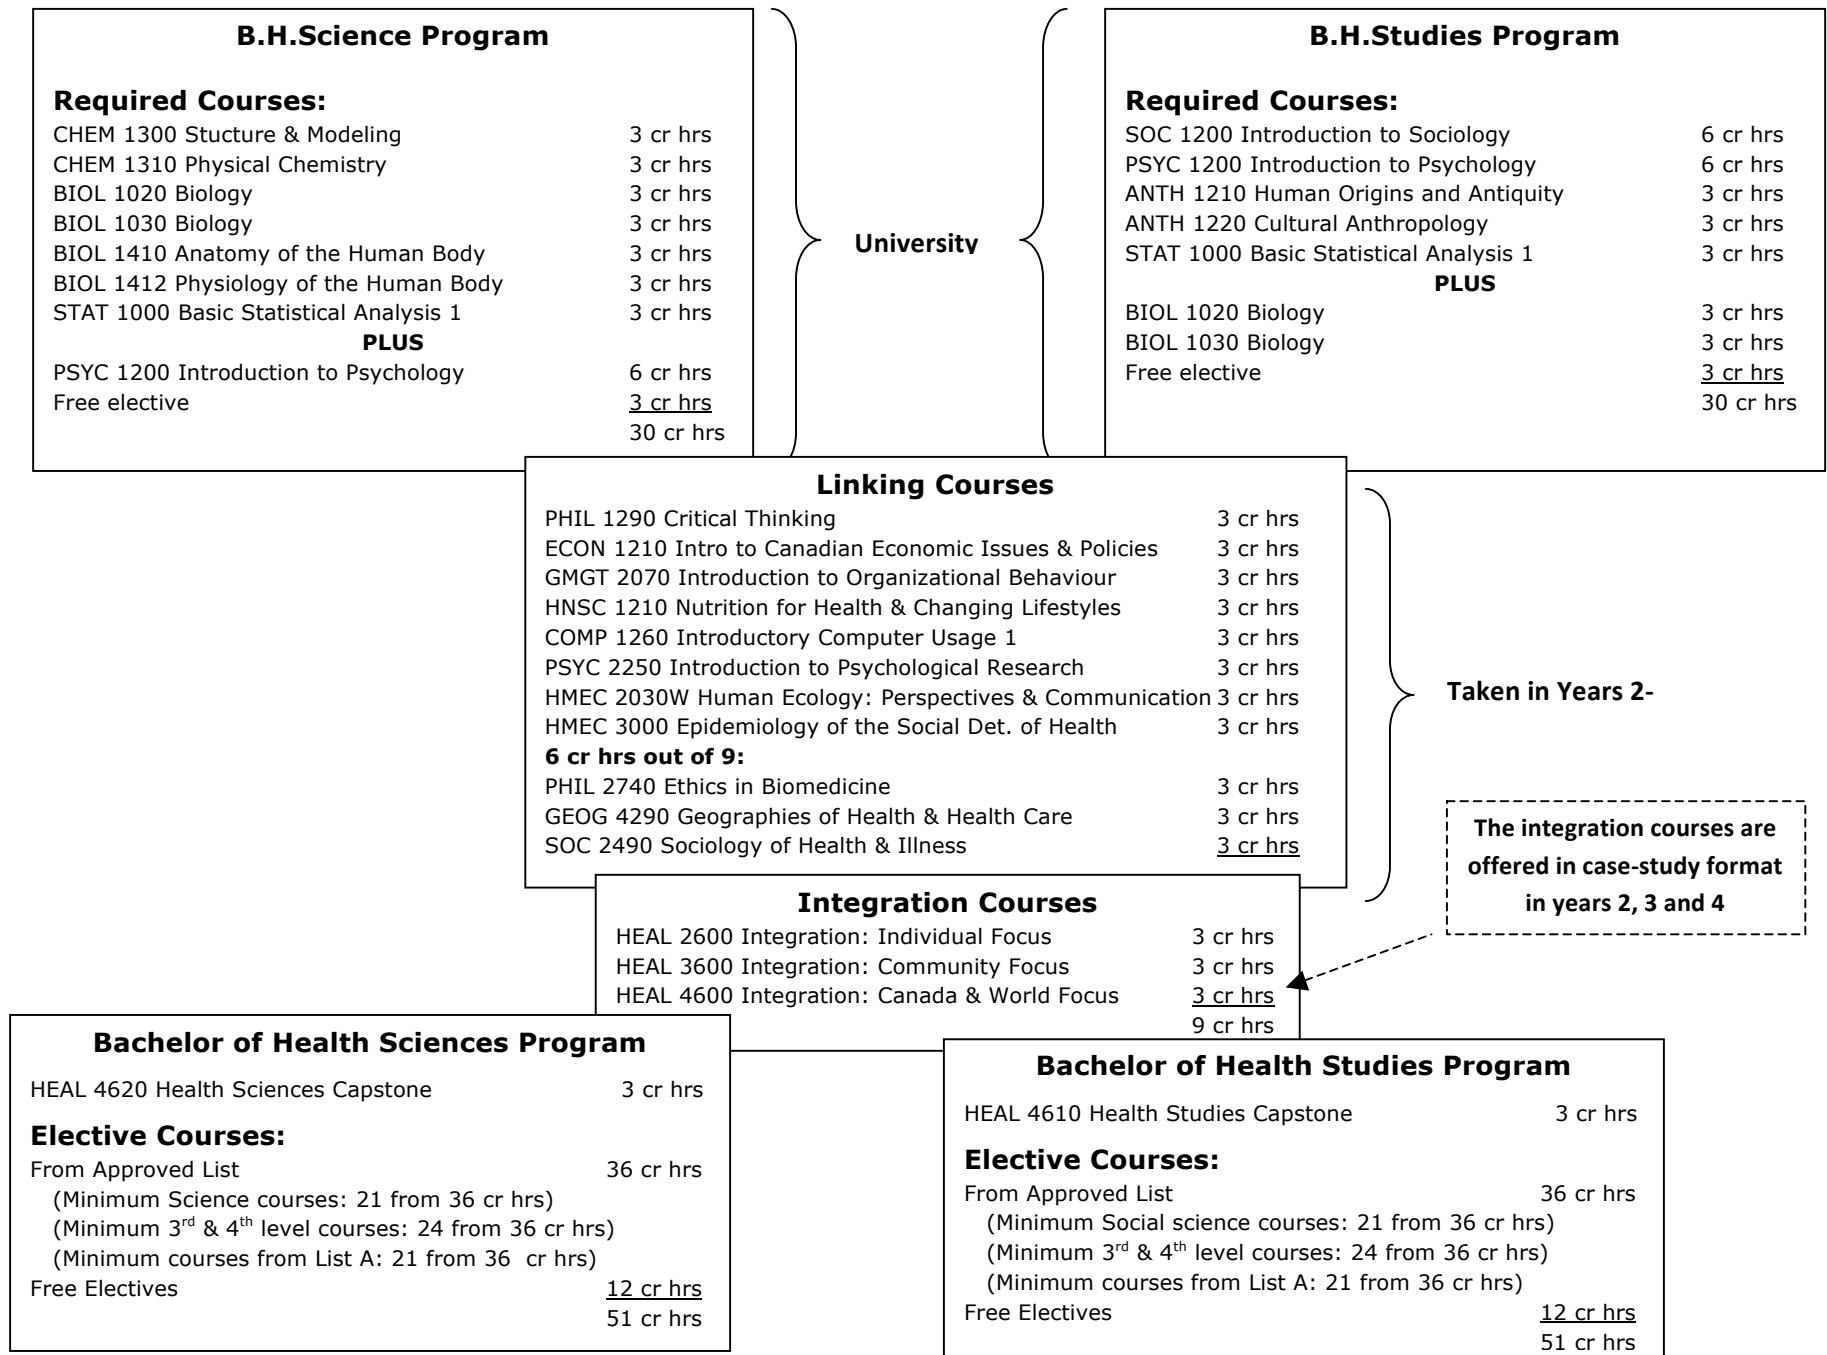 B.H.Science Program
Required Courses:
CHEM 1300 Stucture & Modeling 3 cr hrs
CHEM 1310 Physical Chemistry 3 cr hrs
BIOL 1020 Biology 3 cr hrs
BIOL 1030 Biology 3 cr hrs
BIOL 1410 Anatomy of the Human Body 3 cr hrs
BIOL 1412 Physiology of the Human Body 3 cr hrs
STAT 1000 Basic Statistical Analysis 1 3 cr hrs
PLUS
PSYC 1200 Introduction to Psychology 6 cr hrs
Free elective 3 cr hrs
30 cr hrs
University
B.H.Studies Program
Required Courses:
SOC 1200 Introduction to Sociology 6 cr hrs
PSYC 1200 Introduction to Psychology 6 cr hrs
ANTH 1210 Human Origins and Antiquity 3 cr hrs
ANTH 1220 Cultural Anthropology 3 cr hrs
STAT 1000 Basic Statistical Analysis 1 3 cr hrs
PLUS
BIOL 1020 Biology 3 cr hrs
BIOL 1030 Biology 3 cr hrs
Free elective 3 cr hrs
30 cr hrs
Linking Courses
PHIL 1290 Critical Thinking 3 cr hrs
ECON 1210 Intro to Canadian Economic Issues & Policies 3 cr hrs
GMGT 2070 Introduction to Organizational Behaviour 3 cr hrs
HNSC 1210 Nutrition for Health & Changing Lifestyles 3 cr hrs
COMP 1260 Introductory Computer Usage 1 3 cr hrs
PSYC 2250 Introduction to Psychological Research 3 cr hrs
HMEC 2030W Human Ecology: Perspectives & Communication 3 cr hrs
HMEC 3000 Epidemiology of the Social Det. of Health 3 cr hrs
6 cr hrs out of 9:
PHIL 2740 Ethics in Biomedicine 3 cr hrs
GEOG 4290 Geographies of Health & Health Care 3 cr hrs
SOC 2490 Sociology of Health & Illness 3 cr hrs
Taken in Years 2-
The integration courses are
offered in case-study format
in years 2, 3 and 4
Integration Courses
HEAL 2600 Integration: Individual Focus 3 cr hrs
HEAL 3600 Integration: Community Focus 3 cr hrs
HEAL 4600 Integration: Canada & World Focus 3 cr hrs
9 cr hrs
Bachelor of Health Sciences Program
HEAL 4620 Health Sciences Capstone 3 cr hrs
Elective Courses:
From Approved List 36 cr hrs
(Minimum Science courses: 21 from 36 cr hrs)
(Minimum 3rd & 4th level courses: 24 from 36 cr hrs)
(Minimum courses from List A: 21 from 36 cr hrs)
Free Electives 12 cr hrs
51 cr hrs
Bachelor of Health Studies Program
HEAL 4610 Health Studies Capstone 3 cr hrs
Elective Courses:
From Approved List 36 cr hrs
(Minimum Social science courses: 21 from 36 cr hrs)
(Minimum 3rd & 4th level courses: 24 from 36 cr hrs)
(Minimum courses from List A: 21 from 36 cr hrs)
Free Electives 12 cr hrs
51 cr hrs